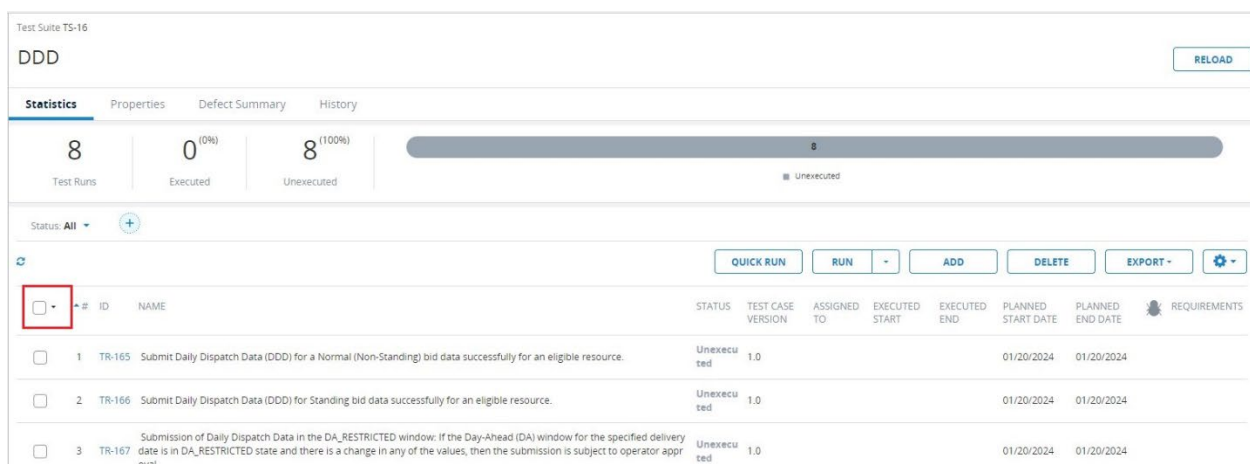 Test Suite TS-16
DDD
RELOAD
Statistics Properties Defect Summary History
8 0 (0%) 8 (100%) 8
Test Runs Executed Unexecuted Unexecuted
Status: All
QUICK RUN RUN ADD DELETE EXPORT
# ID NAME STATUS TEST CASE ASSIGNED EXECUTED EXECUTED PLANNED PLANNED REQUIREMENTS
VERSION TO START END START DATE END DATE
1 TR-165 Submit Daily Dispatch Data (DDD) for a Normal (Non-Standing) bid data successfully for an eligible resource. Unexecu 1.0 01/20/2024 01/20/2024
ted
2 TR-166 Submit Daily Dispatch Data (DDD) for Standing bid data successfully for an eligible resource. Unexecu 1.0 01/20/2024 01/20/2024
ted
Submission of Daily Dispatch Data in the DA_RESTRICTED window: If the Day-Ahead (DA) window for the specified delivery Unexecu
3 TR-167 date is in DA_RESTRICTED state and there is a change in any of the values, then the submission is subject to operator appr ted 1.0 01/20/2024 01/20/2024